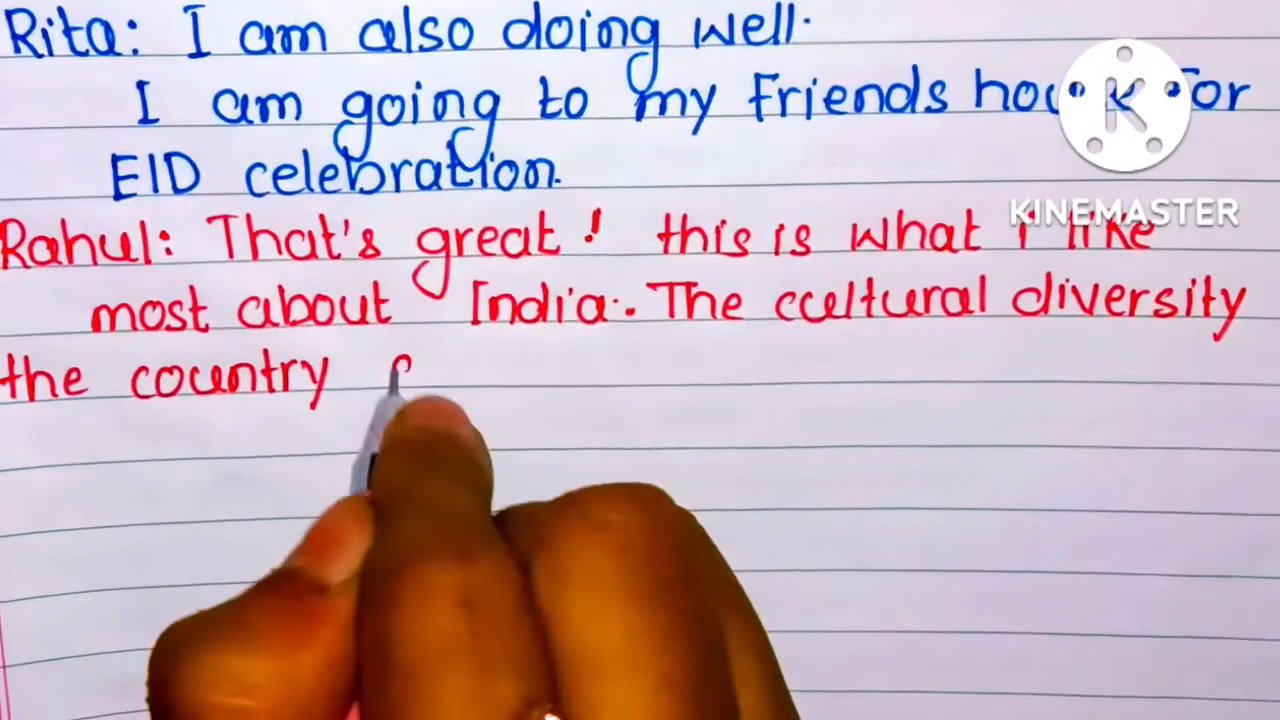 Rita: I am also doing well.
I am going to my Friends For
EID celebration.
Rahul: That's great! this is what I like
most about India. The cultural diversity
the country
K
KINEMASTER